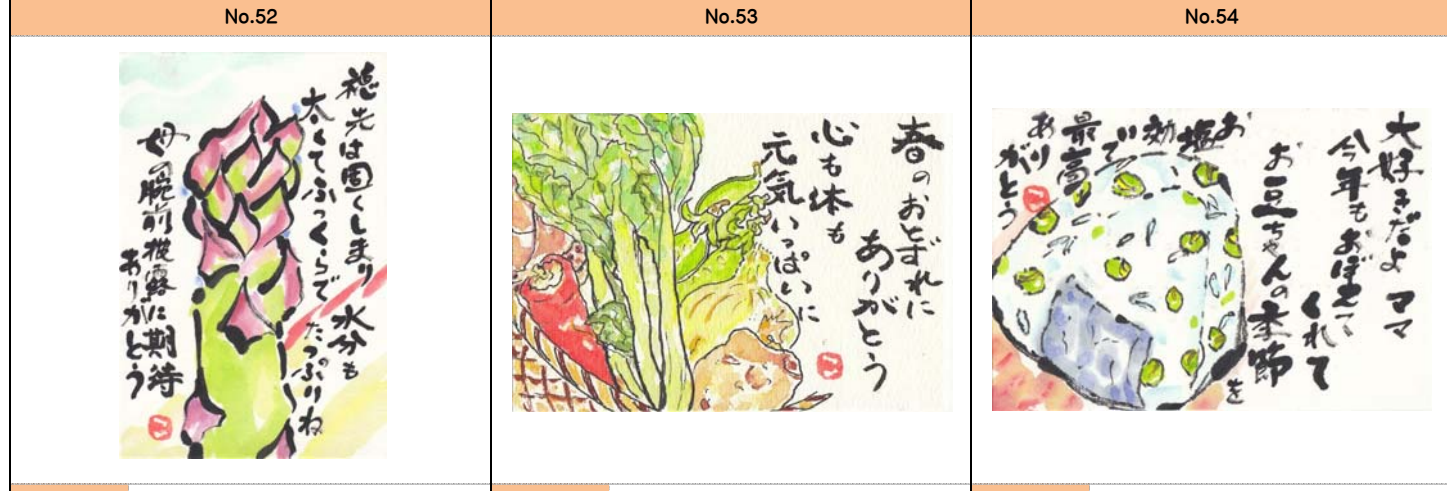 No.52
穂先は固くしまり
太くてふっくらで
水分も
たっぷりね
母の腕前披露に期待
ありがとう
No.53
春のおとずれに
ありがとう
心も体も
元気いっぱいに
No.54
大好きだよ ママ
今年もおぼえて
くれて
お豆ちゃんの季節を
お塩
効いて
最高!
ありがとう